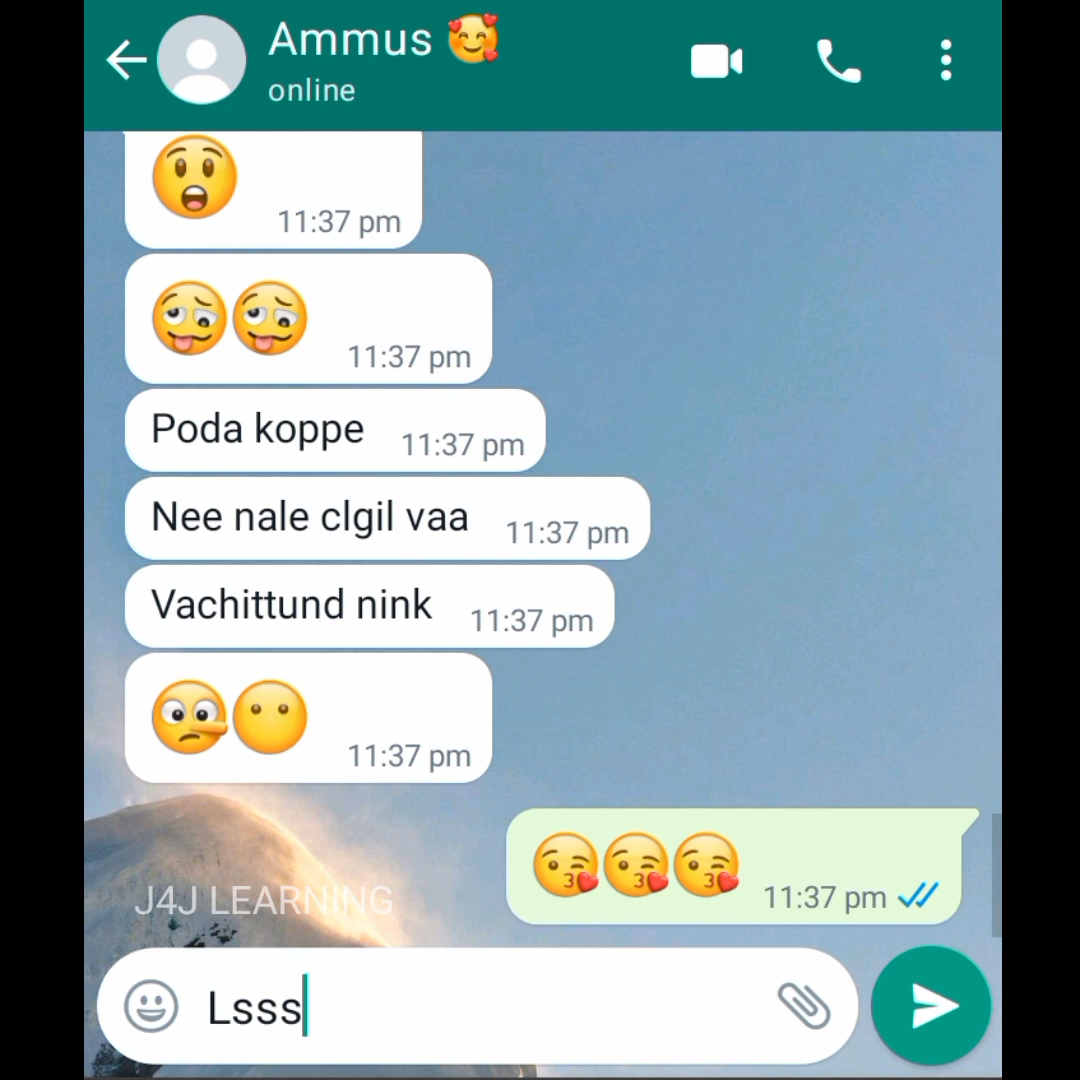 Ammus 🥰
online
😲
11:37 pm
🥴🥴
11:37 pm
Poda koppe 11:37 pm
Nee nale clgil vaa 11:37 pm
Vachittund nink 11:37 pm
🤥😶
11:37 pm
😘😘😘 11:37 pm
J4J LEARNING
Lsss